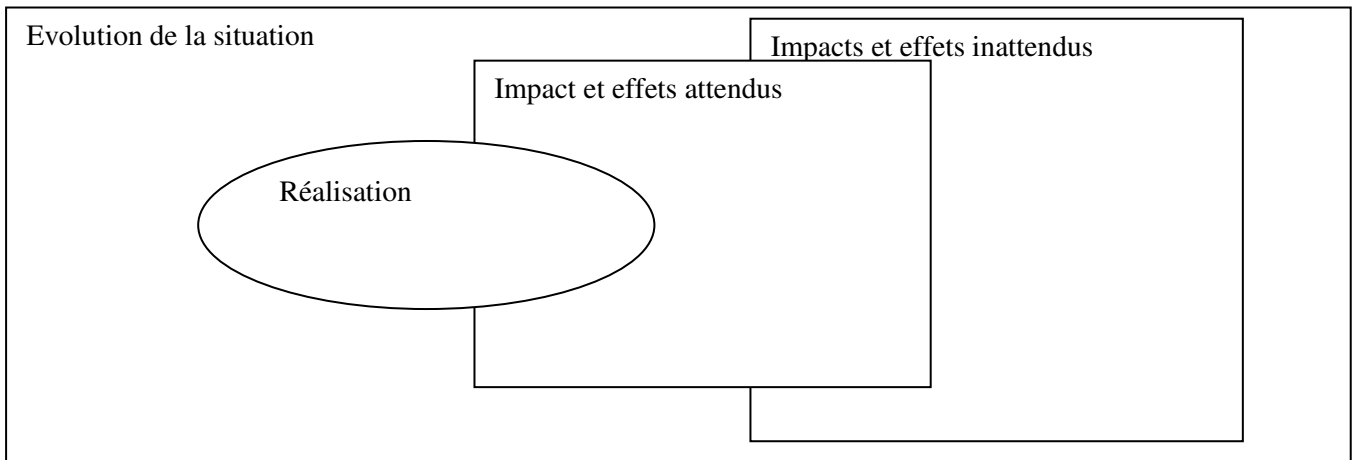 Evolution de la situation
Impacts et effets inattendus
Impact et effets attendus
Réalisation